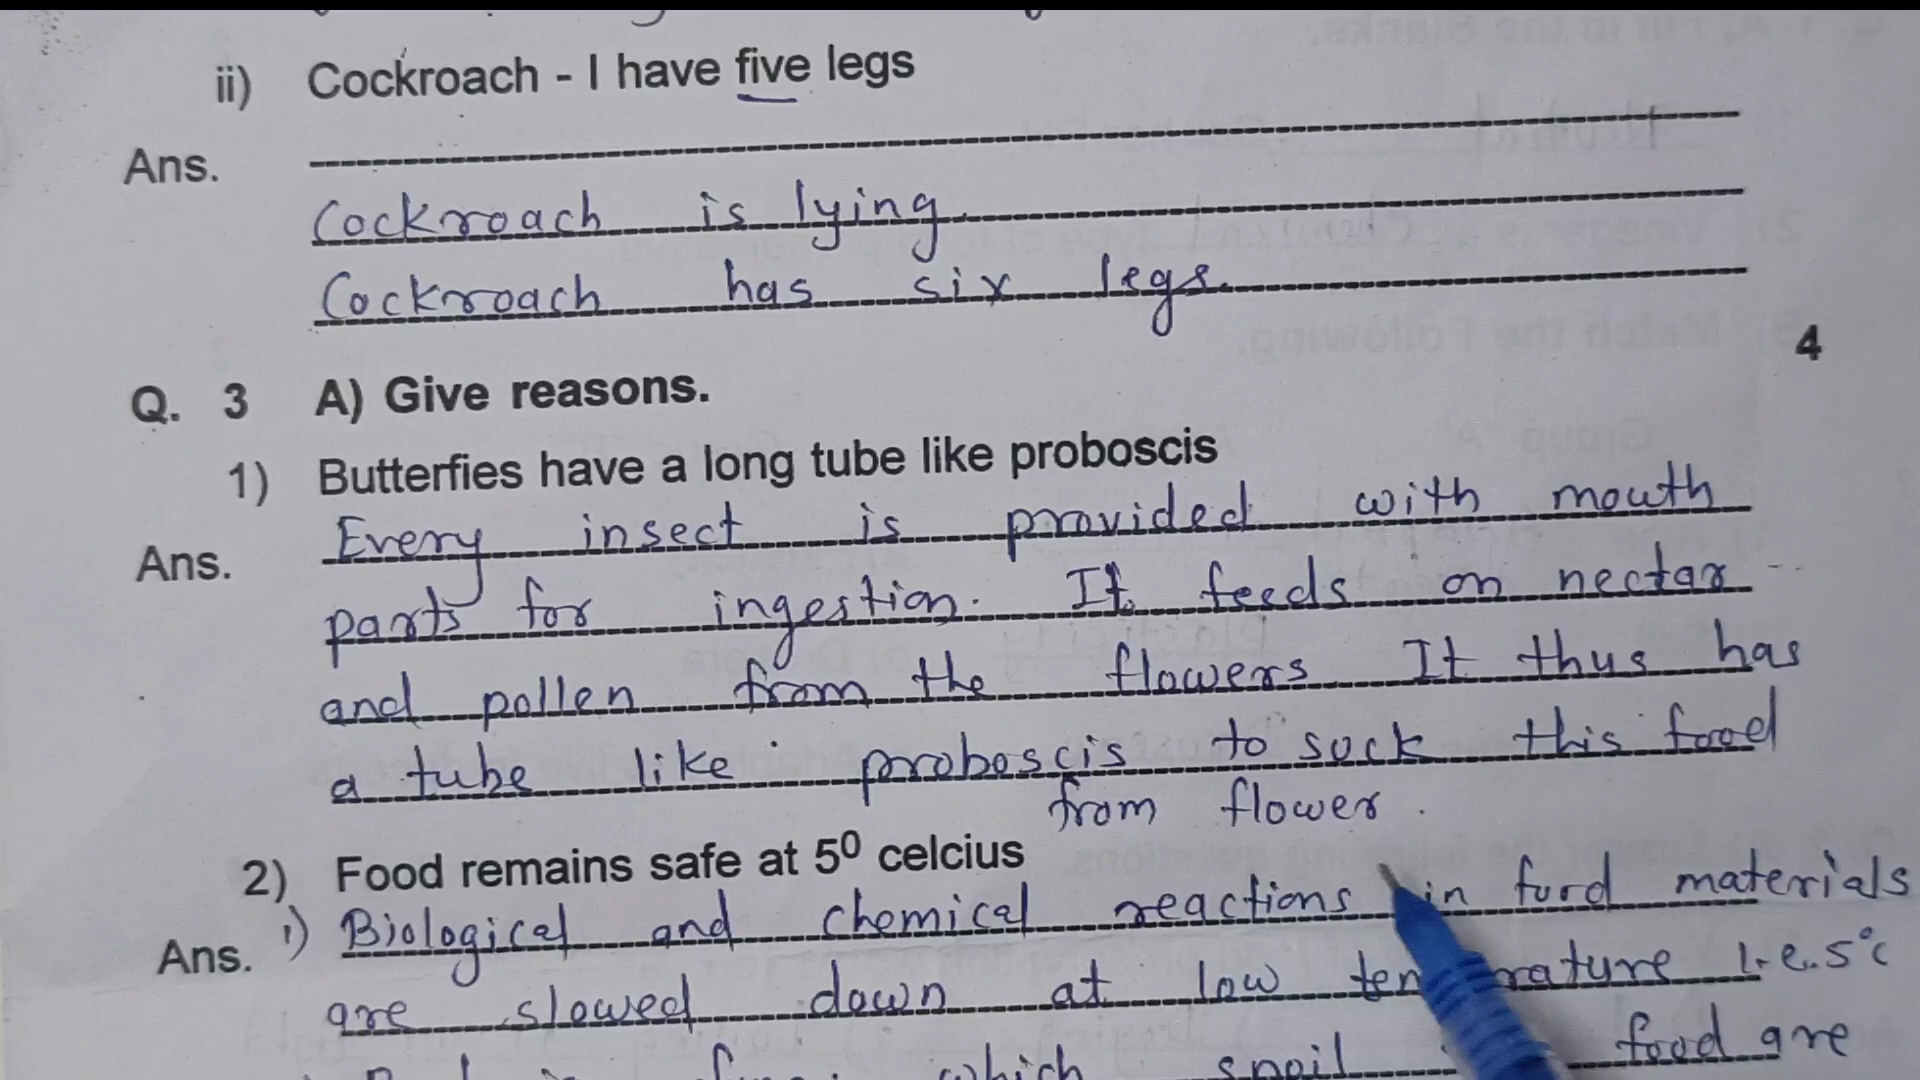 ii) Cockroach - I have five legs
Ans.
Cockroach is lying
Cockroach has six legs.
4
Q. 3 A) Give reasons.
1) Butterfies have a long tube like proboscis
Ans. Every insect is provided with mouth
parts for ingestion. It feeds on nectar
and pollen from the flowers It thus has
a tube like proboscis to suck this food
from flower.
2) Food remains safe at 5⁰ celcius
Ans. i) Biological and chemical reactions in food materials
are slowed down at low i.e. 5°c
which spoil food are